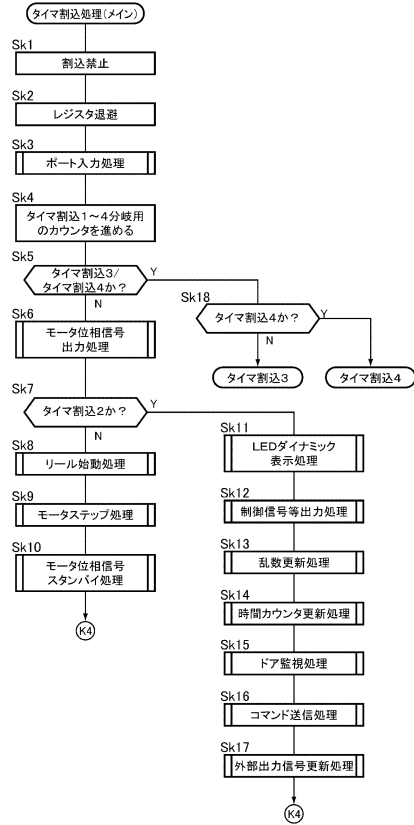 タイマ割込処理(メイン)
Sk1
割込禁止
Sk2
レジスタ退避
Sk3
ポート入力処理
Sk4
タイマ割込1~4分岐用
のカウンタを進める
Sk5
タイマ割込3/
タイマ割込4か?
Y
N
Sk18
タイマ割込4か?
Y
N
タイマ割込3
タイマ割込4
Sk6
モータ位相信号
出力処理
Sk7
タイマ割込2か?
Y
N
Sk8
リール始動処理
Sk9
モータステップ処理
Sk10
モータ位相信号
スタンバイ処理
K4
Sk11
LEDダイナミック
表示処理
Sk12
制御信号等出力処理
Sk13
乱数更新処理
Sk14
時間カウンタ更新処理
Sk15
ドア監視処理
Sk16
コマンド送信処理
Sk17
外部出力信号更新処理
K4